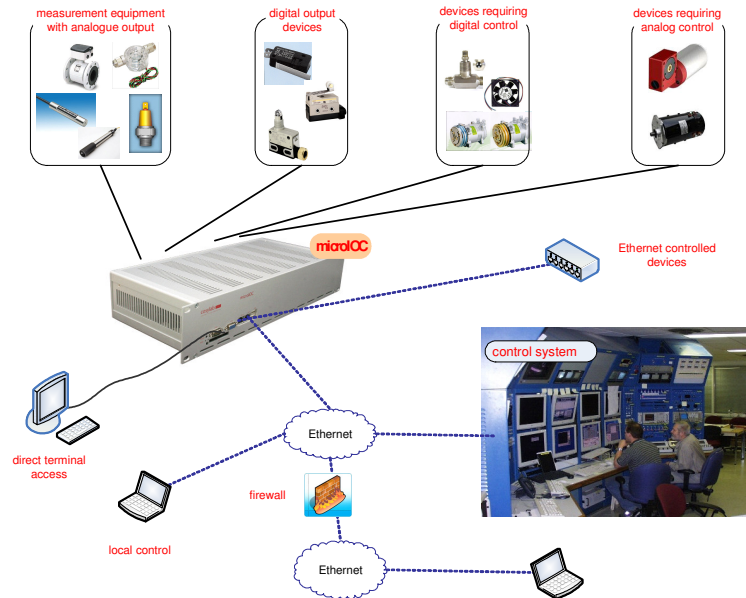 measurement equipment
with analogue output
digital output
devices
devices requiring
digital control
devices requiring
analog control
microIOC
Ethernet controlled
devices
control system
Ethernet
direct terminal
access
firewall
local control
Ethernet